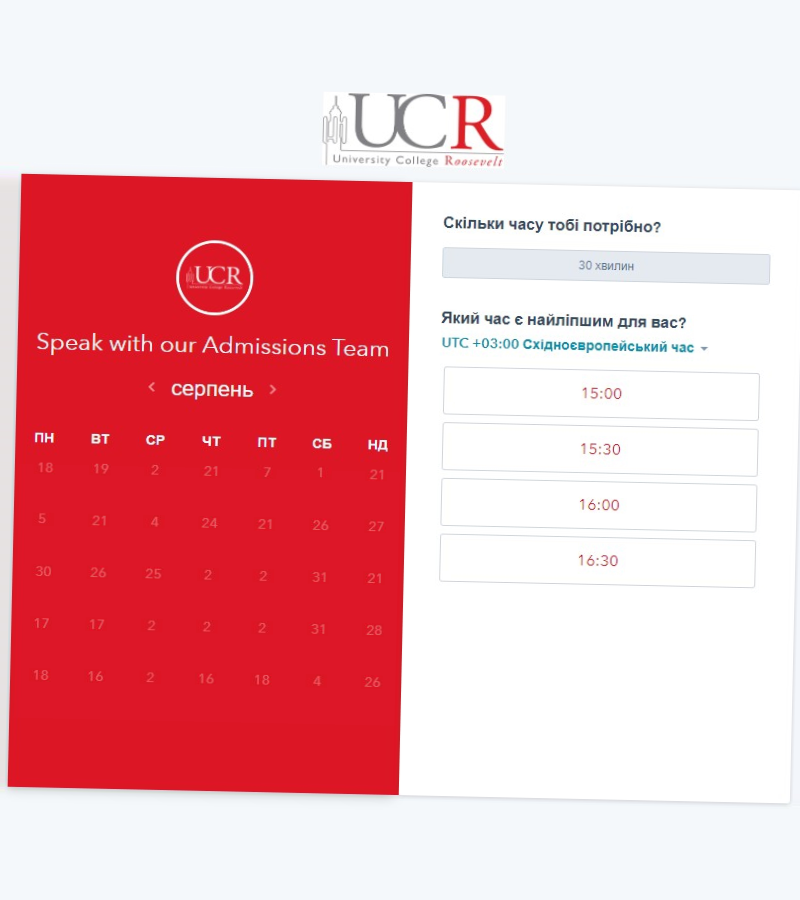 UCR
University College Roosevelt
UCR
Speak with our Admissions Team
серпень
ПН ВТ СР ЧТ ПТ СБ НД
18 19 2 21 7 1 21
5 21 4 24 21 26 27
30 26 25 2 2 31 21
17 17 2 2 2 31 28
18 16 2 16 18 4 26
Скільки часу тобі потрібно?
30 хвилин
Який час є найліпшим для вас?
UTC +03:00 Східноєвропейський час
15:00
15:30
16:00
16:30